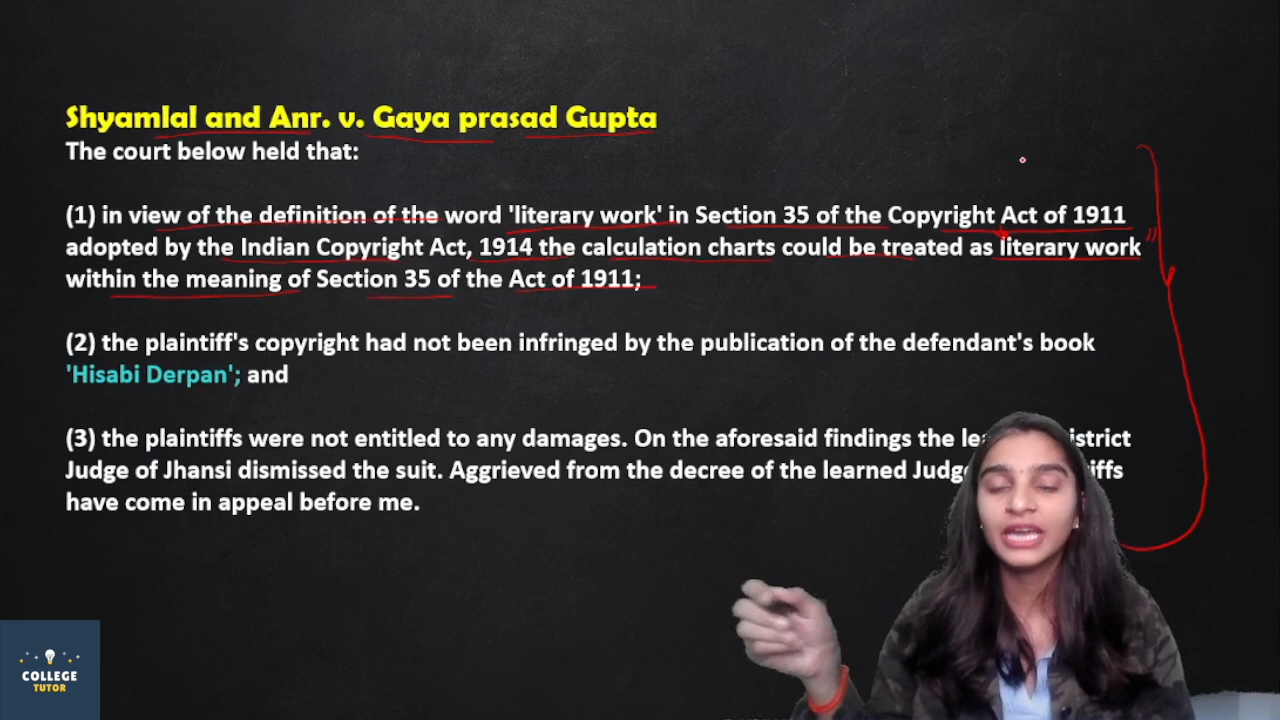 Shyamlal and Anr. v. Gaya prasad Gupta
The court below held that:
(1) in view of the definition of the word 'literary work' in Section 35 of the Copyright Act of 1911
adopted by the Indian Copyright Act, 1914 the calculation charts could be treated as literary work
within the meaning of Section 35 of the Act of 1911;
(2) the plaintiff's copyright had not been infringed by the publication of the defendant's book
'Hisabi Derpan'; and
(3) the plaintiffs were not entitled to any damages. On the aforesaid findings the
Judge of Jhansi dismissed the suit. Aggrieved from the decree of the learned
have come in appeal before me.
COLLEGE
TUTOR